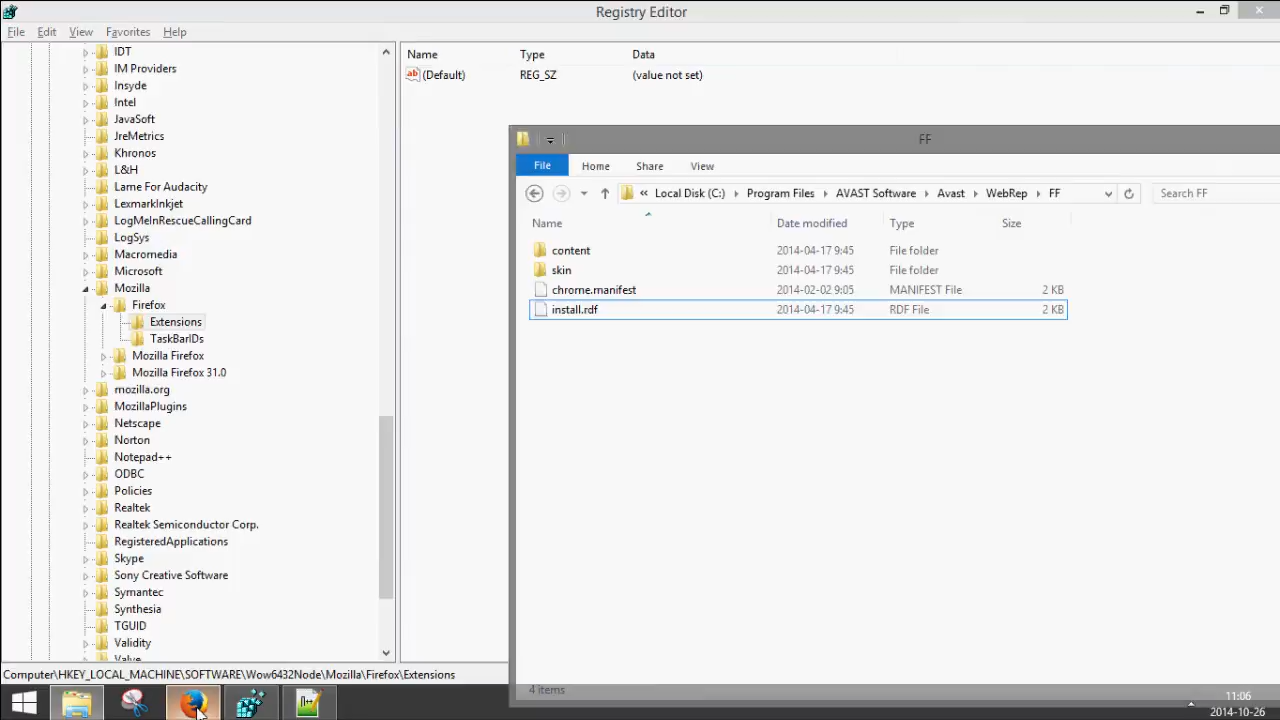 Registry Editor
File Edit View Favorites Help
IDT
IM Providers
Insyde
Intel
JavaSoft
JreMetrics
Khronos
L&H
Lame For Audacity
LexmarkInkjet
LogMeInRescueCallingCard
LogSys
Macromedia
Microsoft
Mozilla
Firefox
Extensions
TaskBarIDs
Mozilla Firefox
Mozilla Firefox 31.0
mozilla.org
MozillaPlugins
Netscape
Norton
Notepad++
ODBC
Policies
Realtek
Realtek Semiconductor Corp.
RegisteredApplications
Skype
Sony Creative Software
Symantec
Synthesia
TGUID
Validity
Valve
Name Type Data
ab (Default) REG_SZ (value not set)
FF
File Home Share View
« Local Disk (C:) Program Files AVAST Software Avast WebRep FF Search FF
Name Date modified Type Size
content 2014-04-17 9:45 File folder
skin 2014-04-17 9:45 File folder
chrome.manifest 2014-02-02 9:05 MANIFEST File 2 KB
install.rdf 2014-04-17 9:45 RDF File 2 KB
4 items
Computer\HKEY_LOCAL_MACHINE\SOFTWARE\Wow6432Node\Mozilla\Firefox\Extensions
11:06
2014-10-26